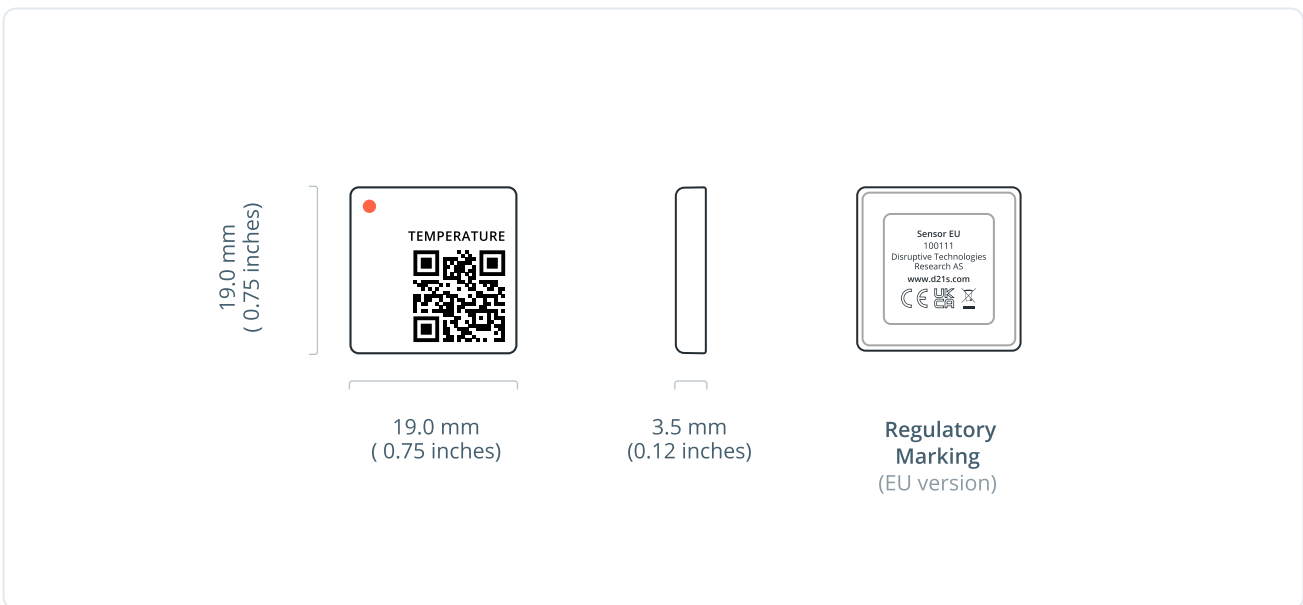 19.0 mm
( 0.75 inches)
TEMPERATURE
19.0 mm
( 0.75 inches)
3.5 mm
(0.12 inches)
Sensor EU
100111
Disruptive Technologies
Research AS
www.d21s.com
CE UK CA
Regulatory
Marking
(EU version)